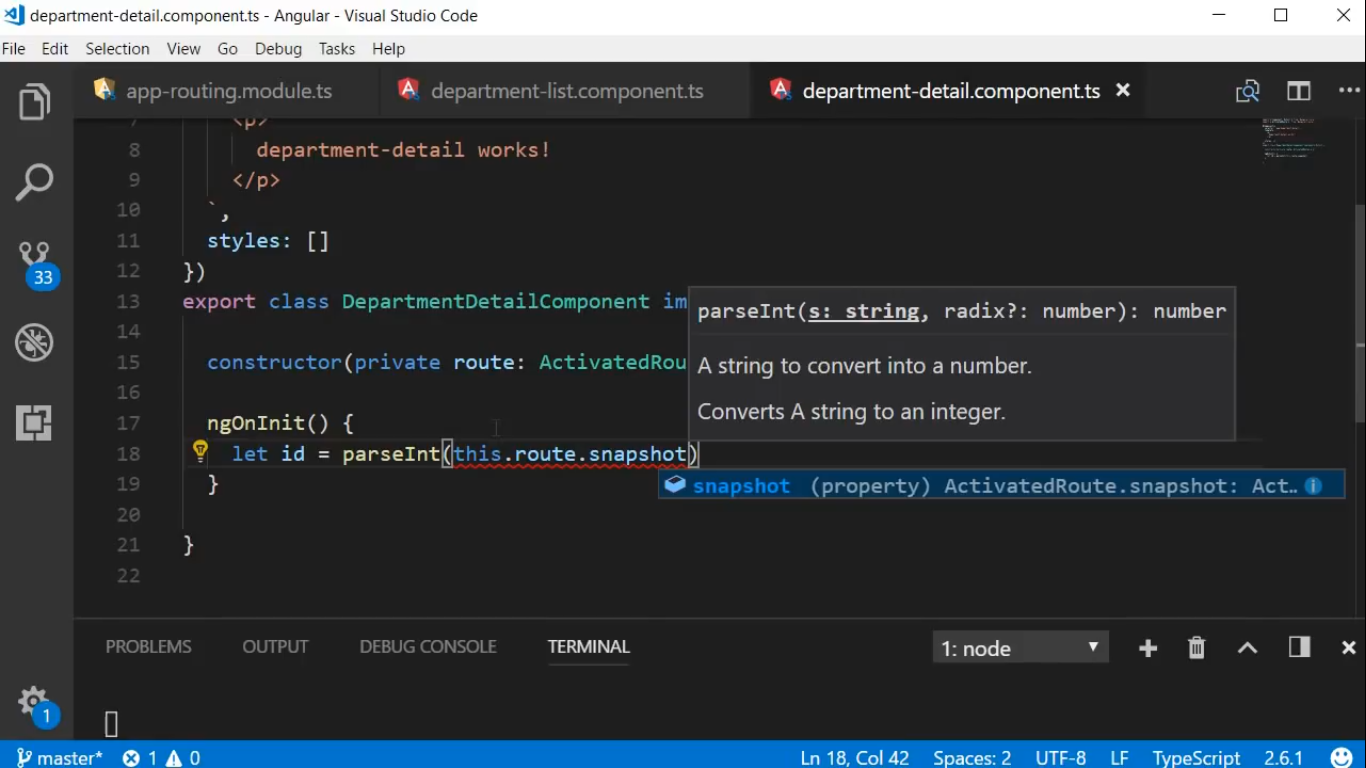 department-detail.component.ts - Angular - Visual Studio Code
File Edit Selection View Go Debug Tasks Help
app-routing.module.ts department-list.component.ts department-detail.component.ts
7 <p>
8 department-detail works!
9 </p>
10 `,
11 styles: []
12 })
13 export class DepartmentDetailComponent im
14
15 constructor(private route: ActivatedRou
16
17 ngOnInit() {
18 let id = parseInt(this.route.snapshot)
19 }
20
21 }
22
parseInt(s: string, radix?: number): number
A string to convert into a number.
Converts A string to an integer.
snapshot (property) ActivatedRoute.snapshot: Act…
33
1
PROBLEMS OUTPUT DEBUG CONSOLE TERMINAL 1: node
master* 1 0 Ln 18, Col 42 Spaces: 2 UTF-8 LF TypeScript 2.6.1